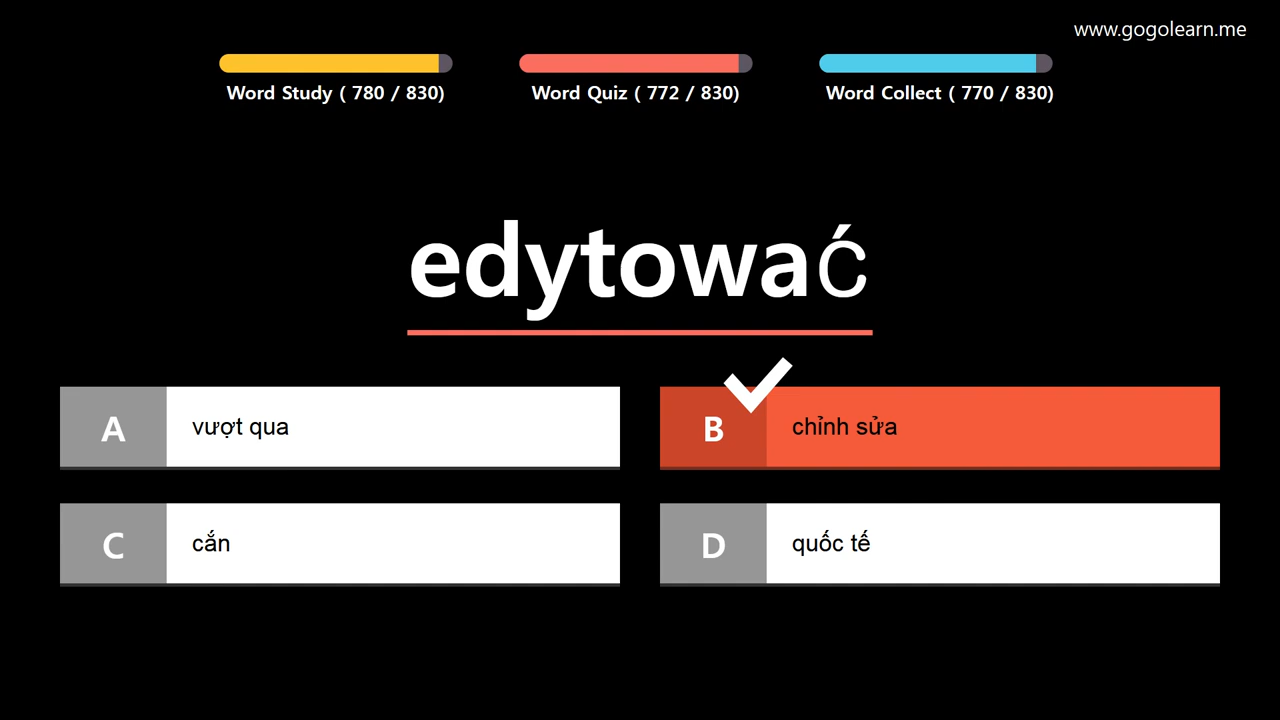 www.gogolearn.me
Word Study ( 780 / 830)
Word Quiz ( 772 / 830)
Word Collect ( 770 / 830)
edytować
A vượt qua
B chỉnh sửa
C cắn
D quốc tế